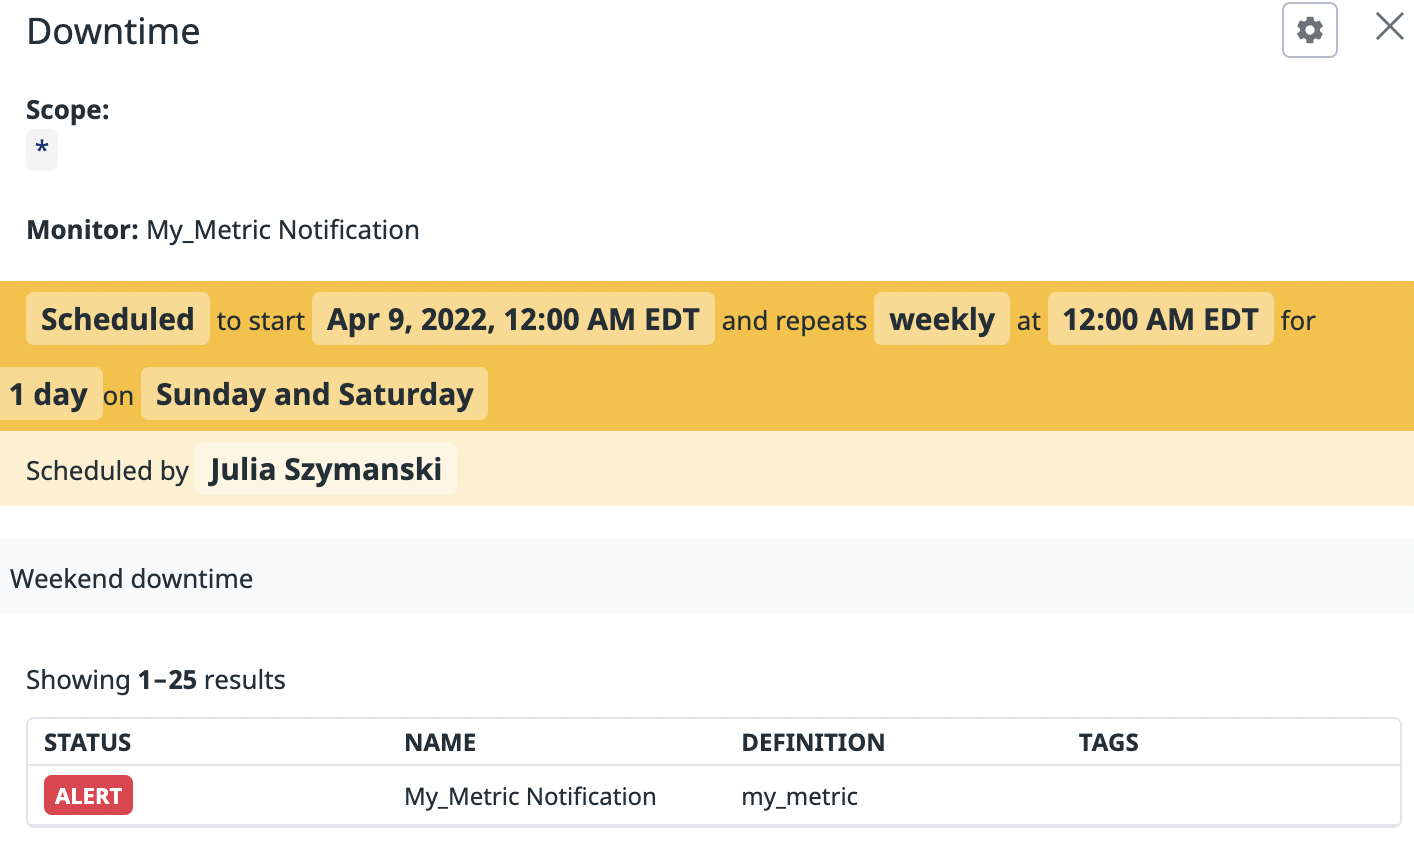 Downtime
Scope:
*
Monitor: My_Metric Notification
Scheduled to start Apr 9, 2022, 12:00 AM EDT and repeats weekly at 12:00 AM EDT for
1 day on Sunday and Saturday
Scheduled by Julia Szymanski
Weekend downtime
Showing 1–25 results
STATUS NAME DEFINITION TAGS
ALERT My_Metric Notification my_metric